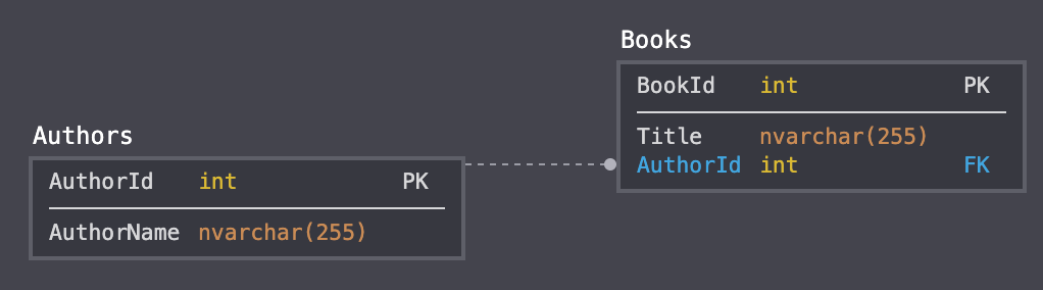 Authors
AuthorId int PK
AuthorName nvarchar(255)
Books
BookId int PK
Title nvarchar(255)
AuthorId int FK